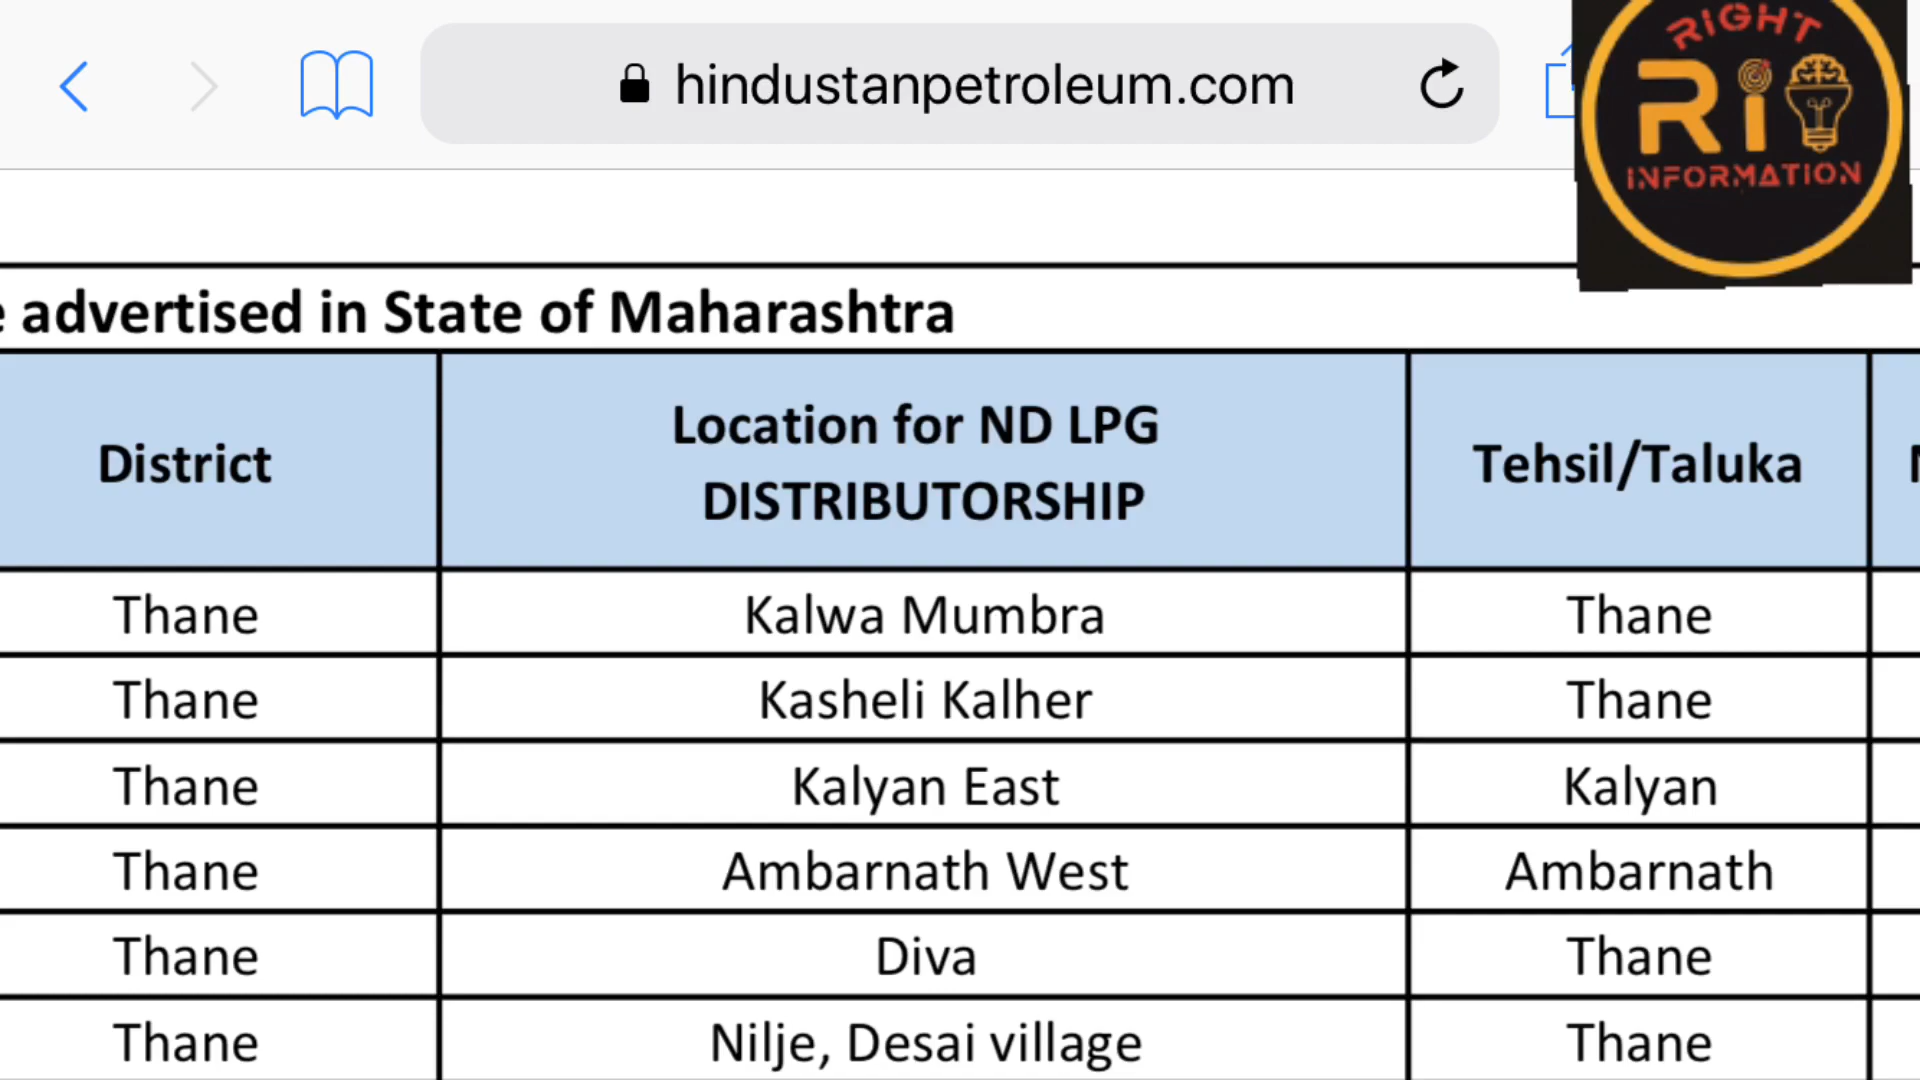 hindustanpetroleum.com
RIGHT
Ri
INFORMATION
advertised in State of Maharashtra
District Location for ND LPG DISTRIBUTORSHIP Tehsil/Taluka
Thane Kalwa Mumbra Thane
Thane Kasheli Kalher Thane
Thane Kalyan East Kalyan
Thane Ambarnath West Ambarnath
Thane Diva Thane
Thane Nilje, Desai village Thane